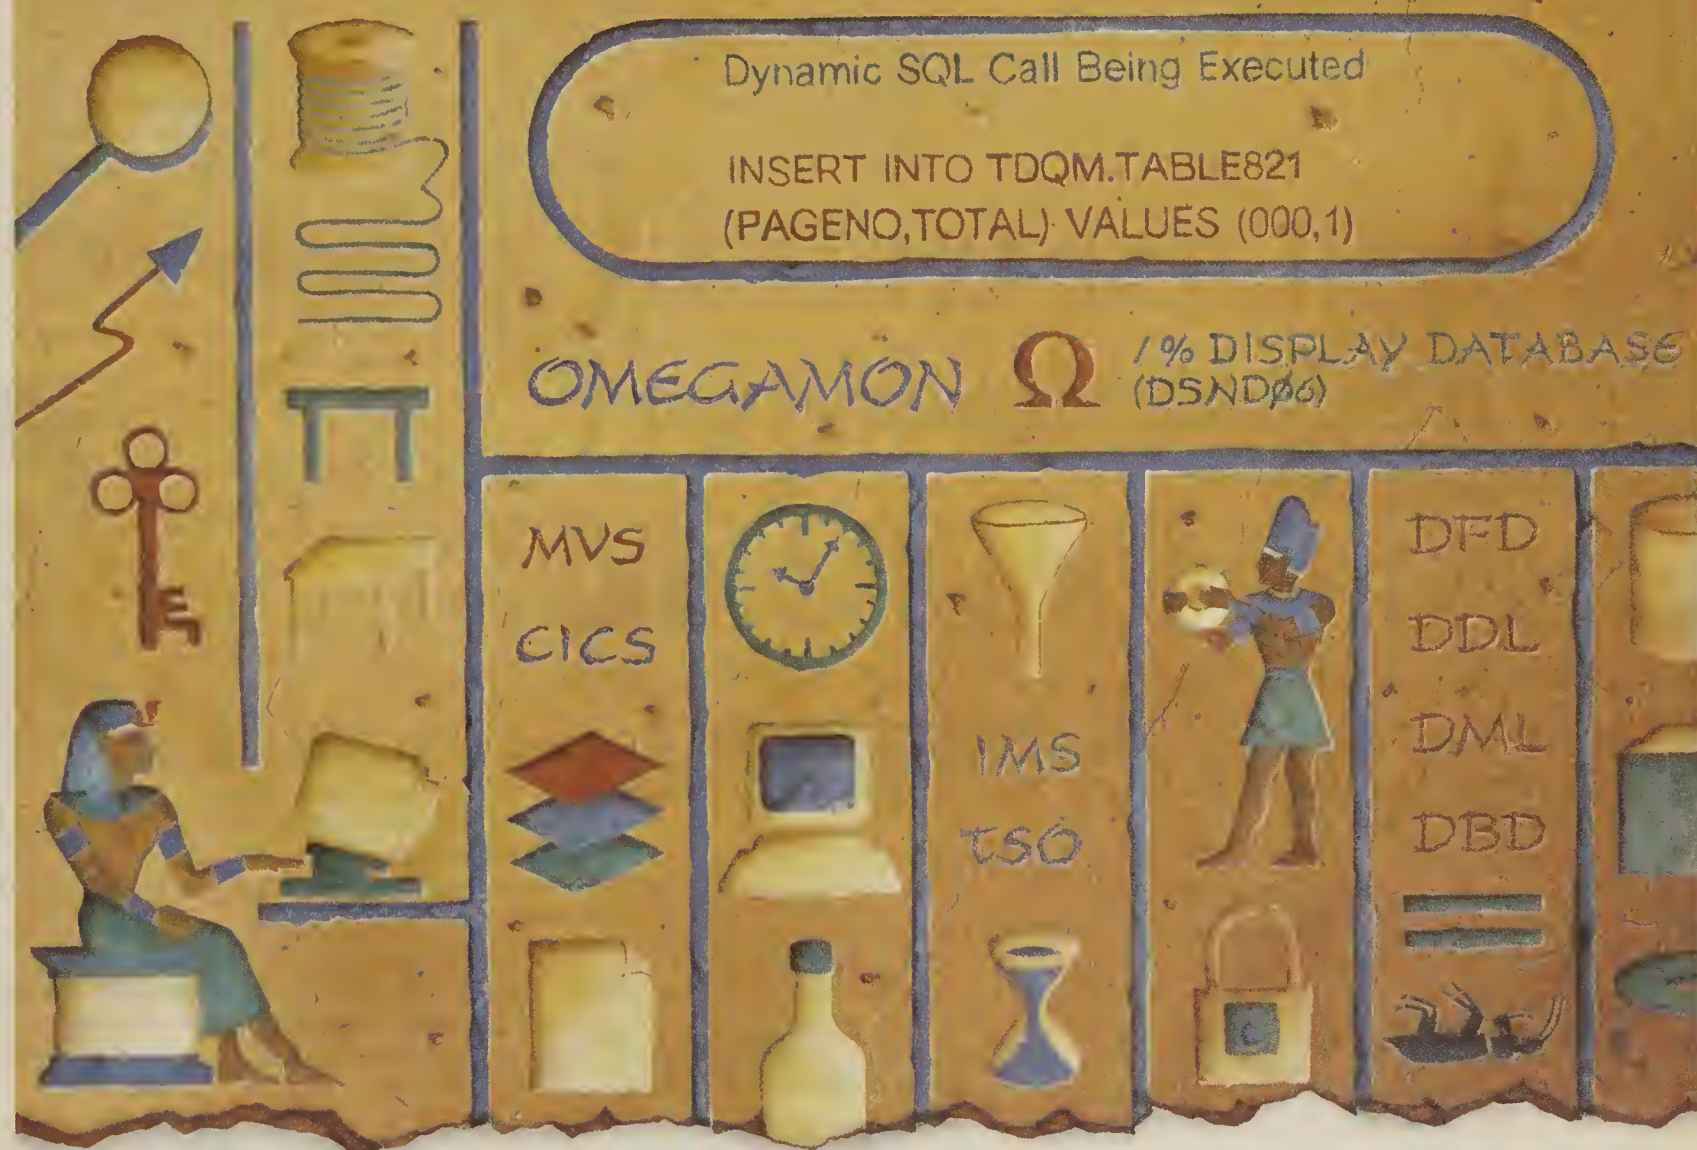 Dynamic SQL Call Being Executed
INSERT INTO TDQM.TABLE821
(PAGENO,TOTAL) VALUES (000,1)
OMEGAMON Ω /% DISPLAY DATABASE
(DSNDØ6)
MVS
CICS
IMS
TSO
DFD
DDL
DML
DBD